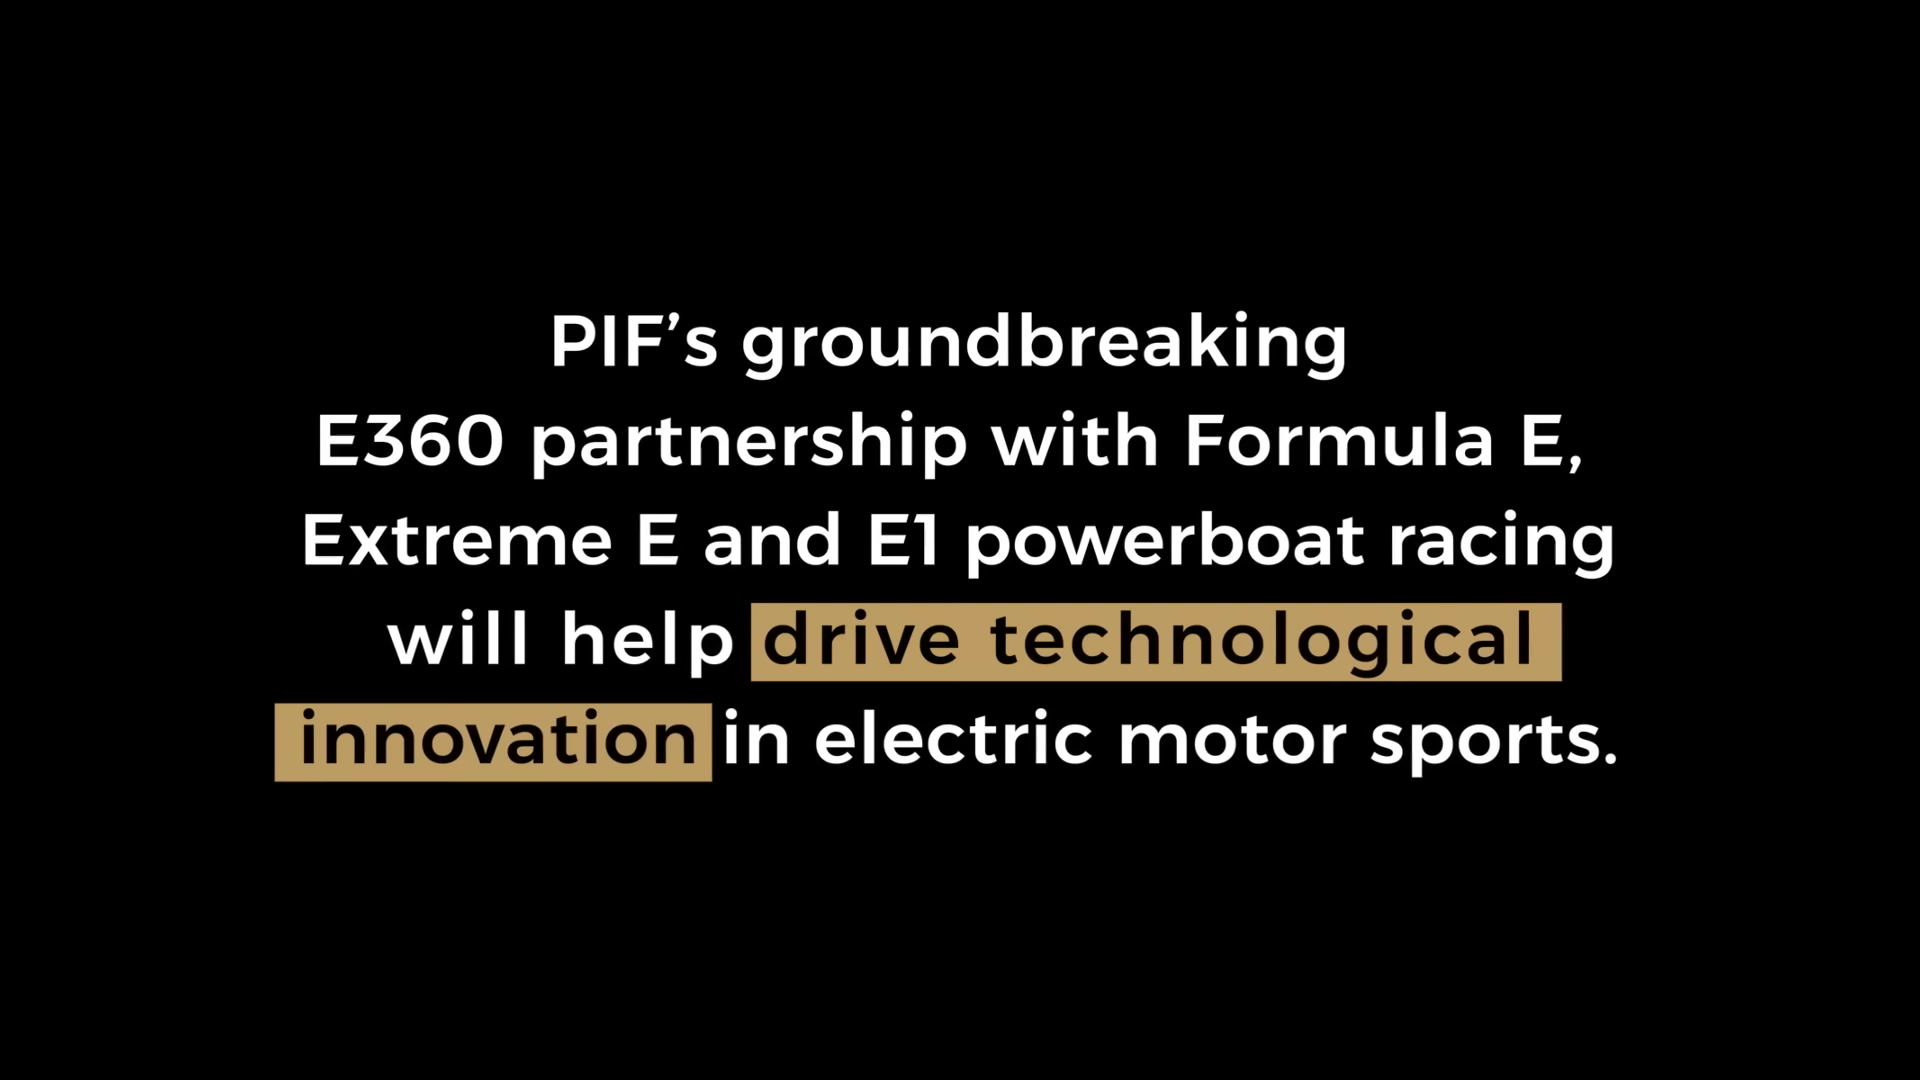 PIF’s groundbreaking
E360 partnership with Formula E,
Extreme E and E1 powerboat racing
will help drive technological
innovation in electric motor sports.